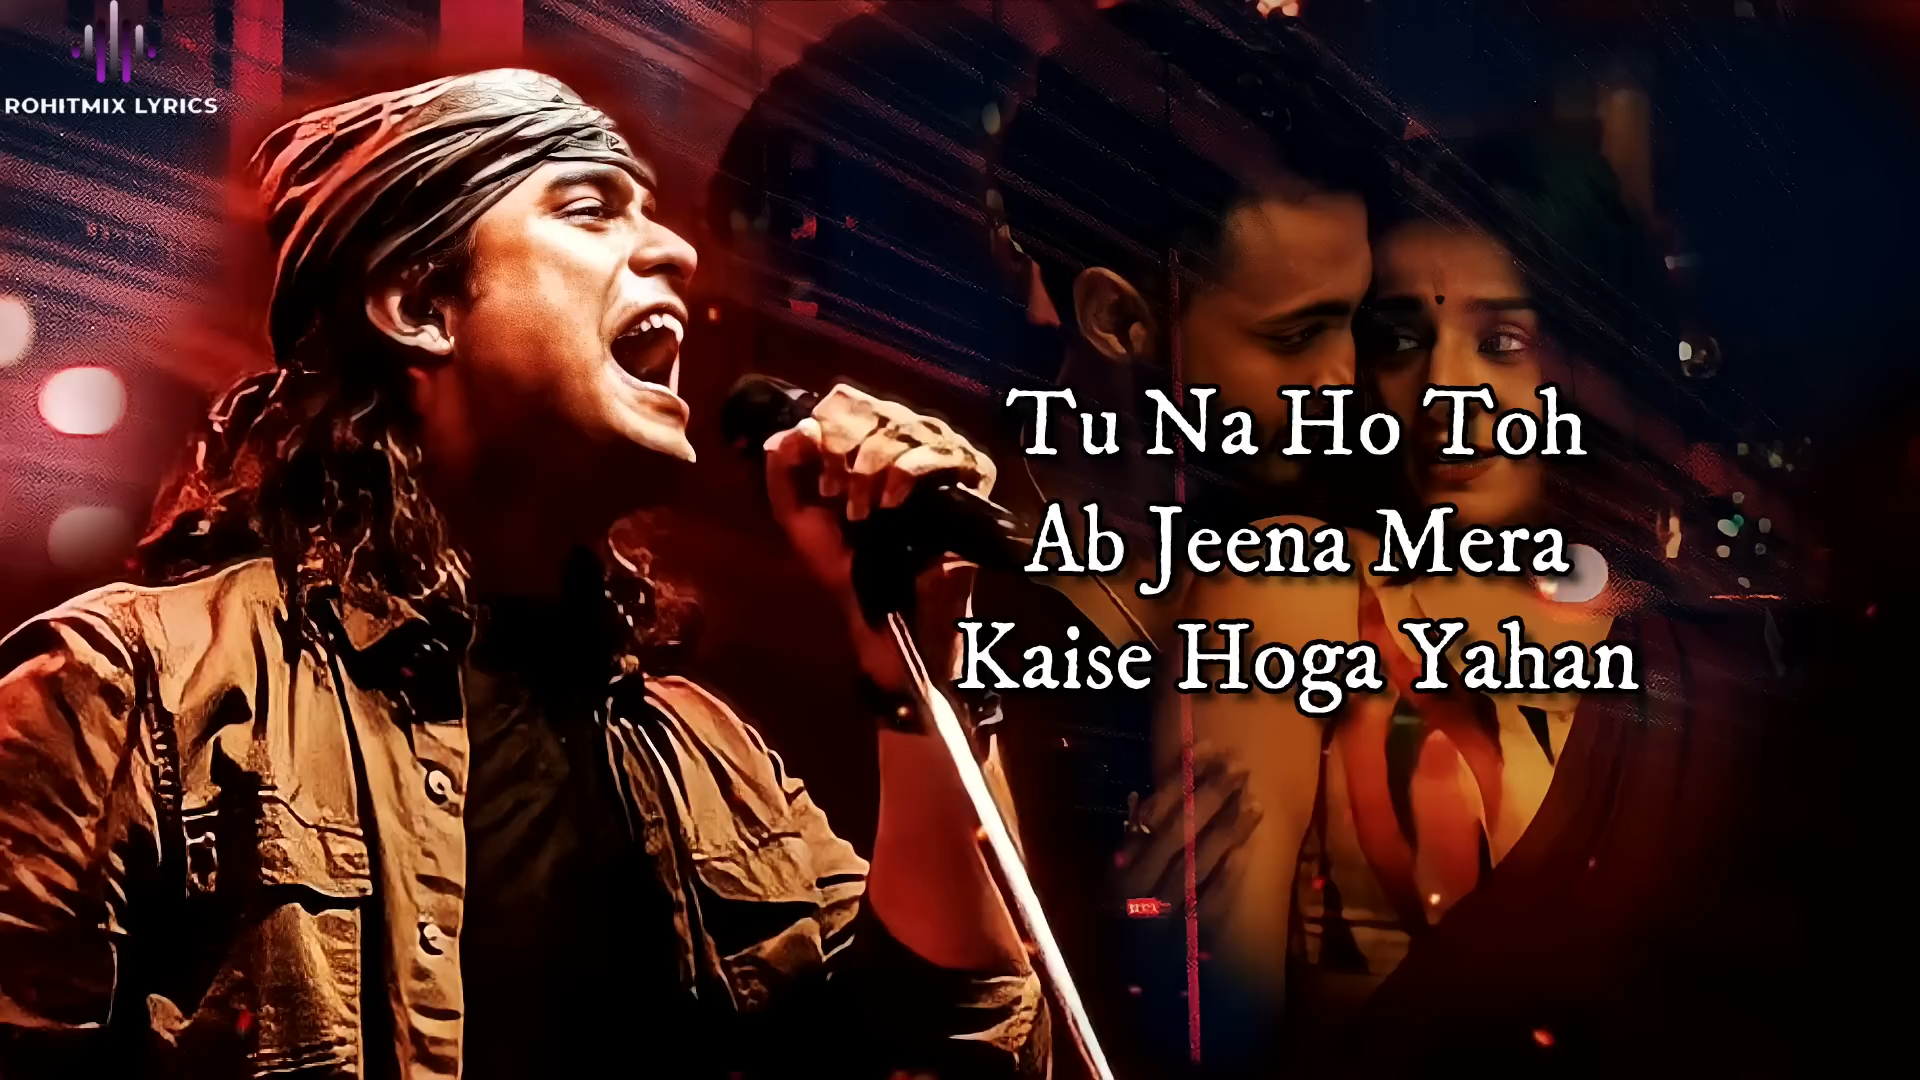 ROHITMIX LYRICS
Tu Na Ho Toh
Ab Jeena Mera
Kaise Hoga Yahan